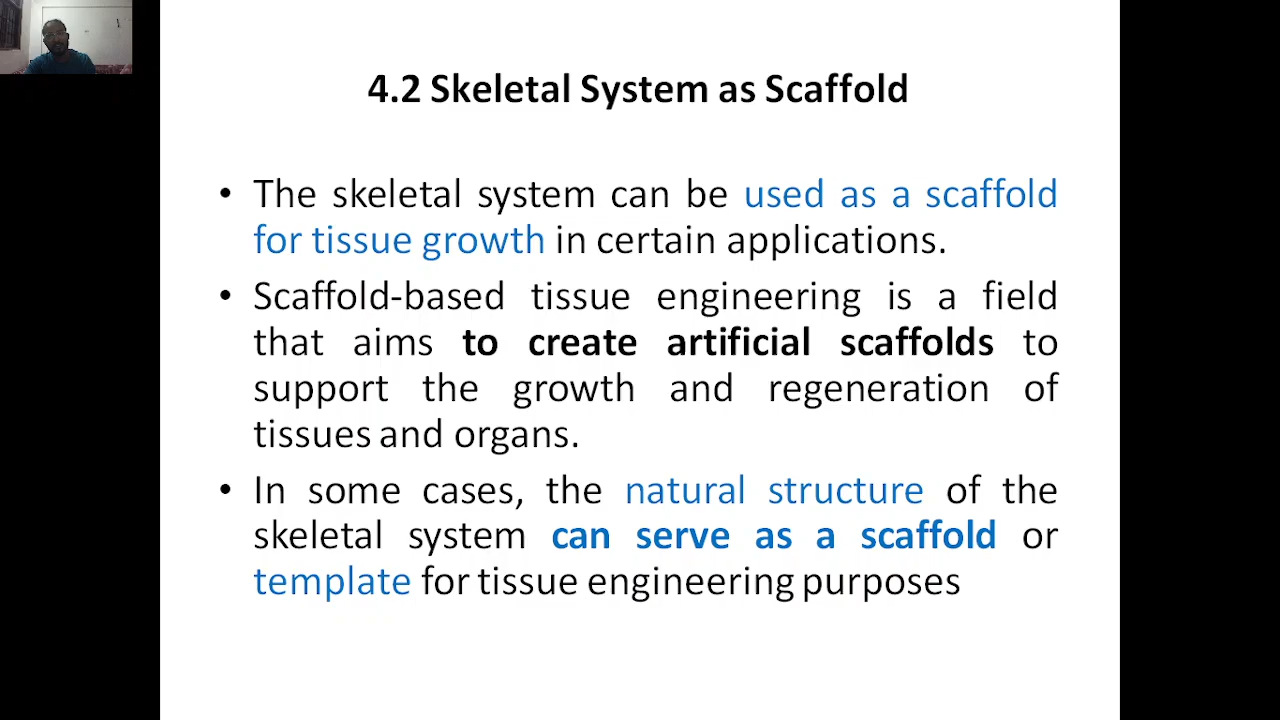 4.2 Skeletal System as Scaffold
• The skeletal system can be used as a scaffold
for tissue growth in certain applications.
• Scaffold-based tissue engineering is a field
that aims to create artificial scaffolds to
support the growth and regeneration of
tissues and organs.
• In some cases, the natural structure of the
skeletal system can serve as a scaffold or
template for tissue engineering purposes